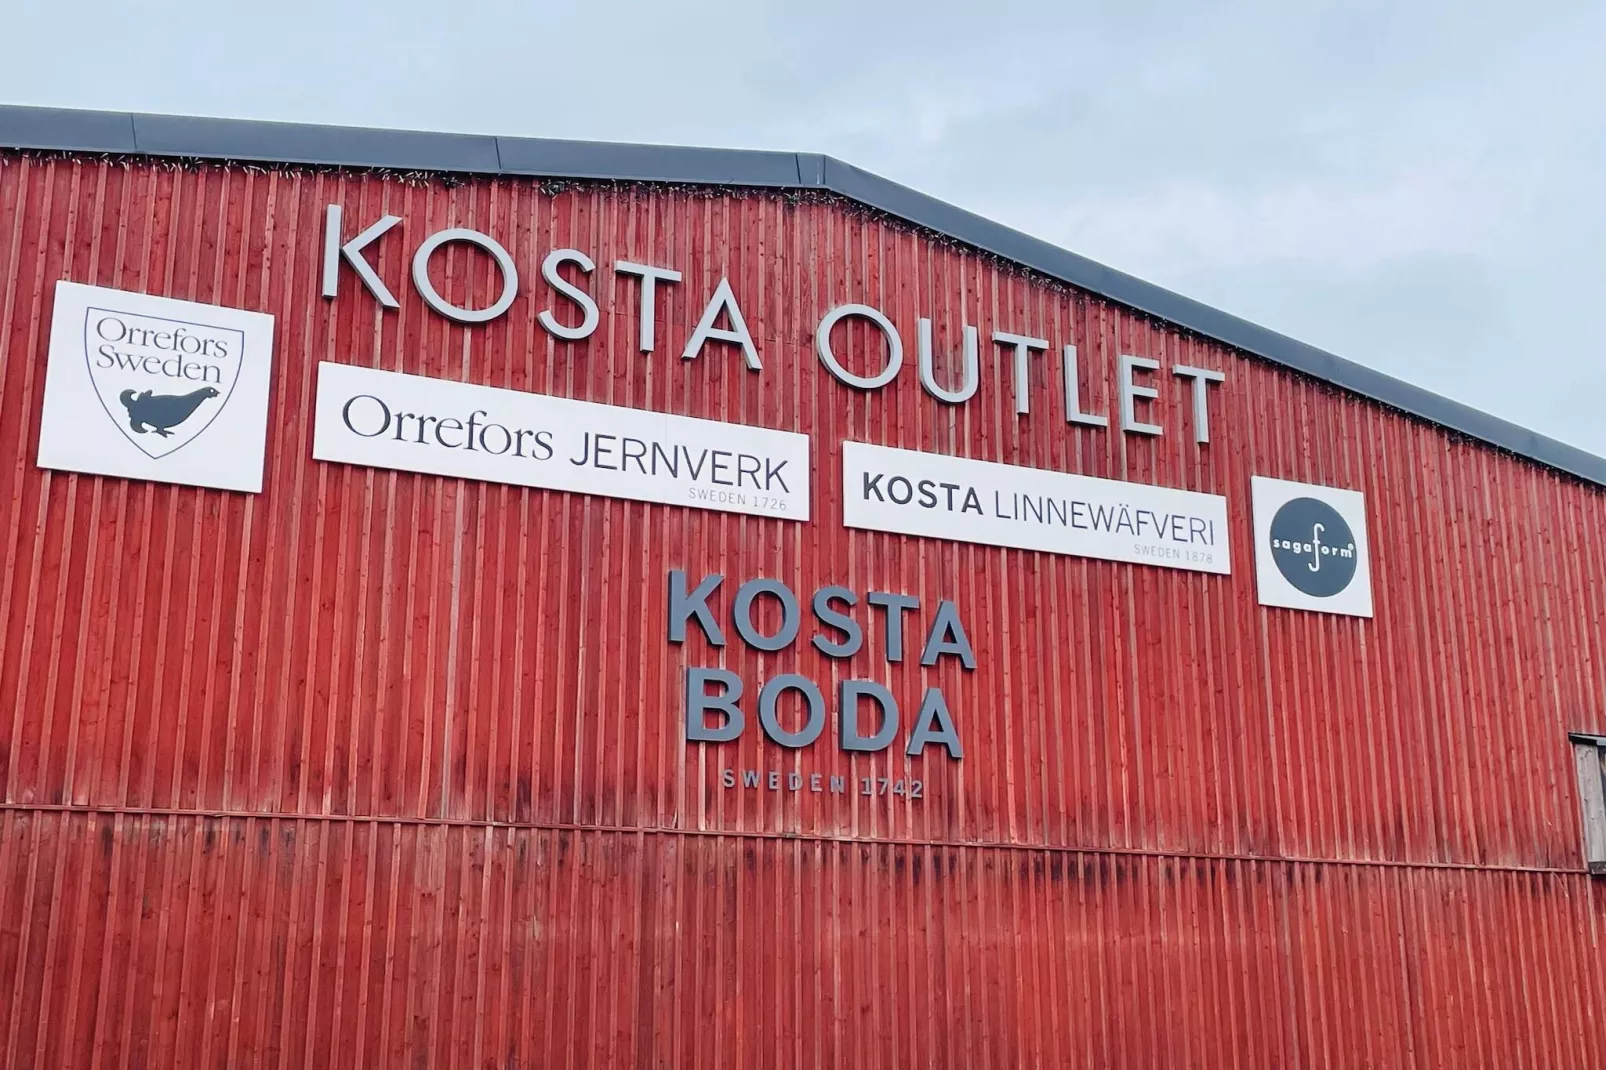 KOSTA OUTLET
Orrefors
Sweden
Orrefors JERNVERK
SWEDEN 1726
KOSTA LINNEWÄFVERI
SWEDEN 1878
sagaform®
KOSTA
BODA
SWEDEN 1742